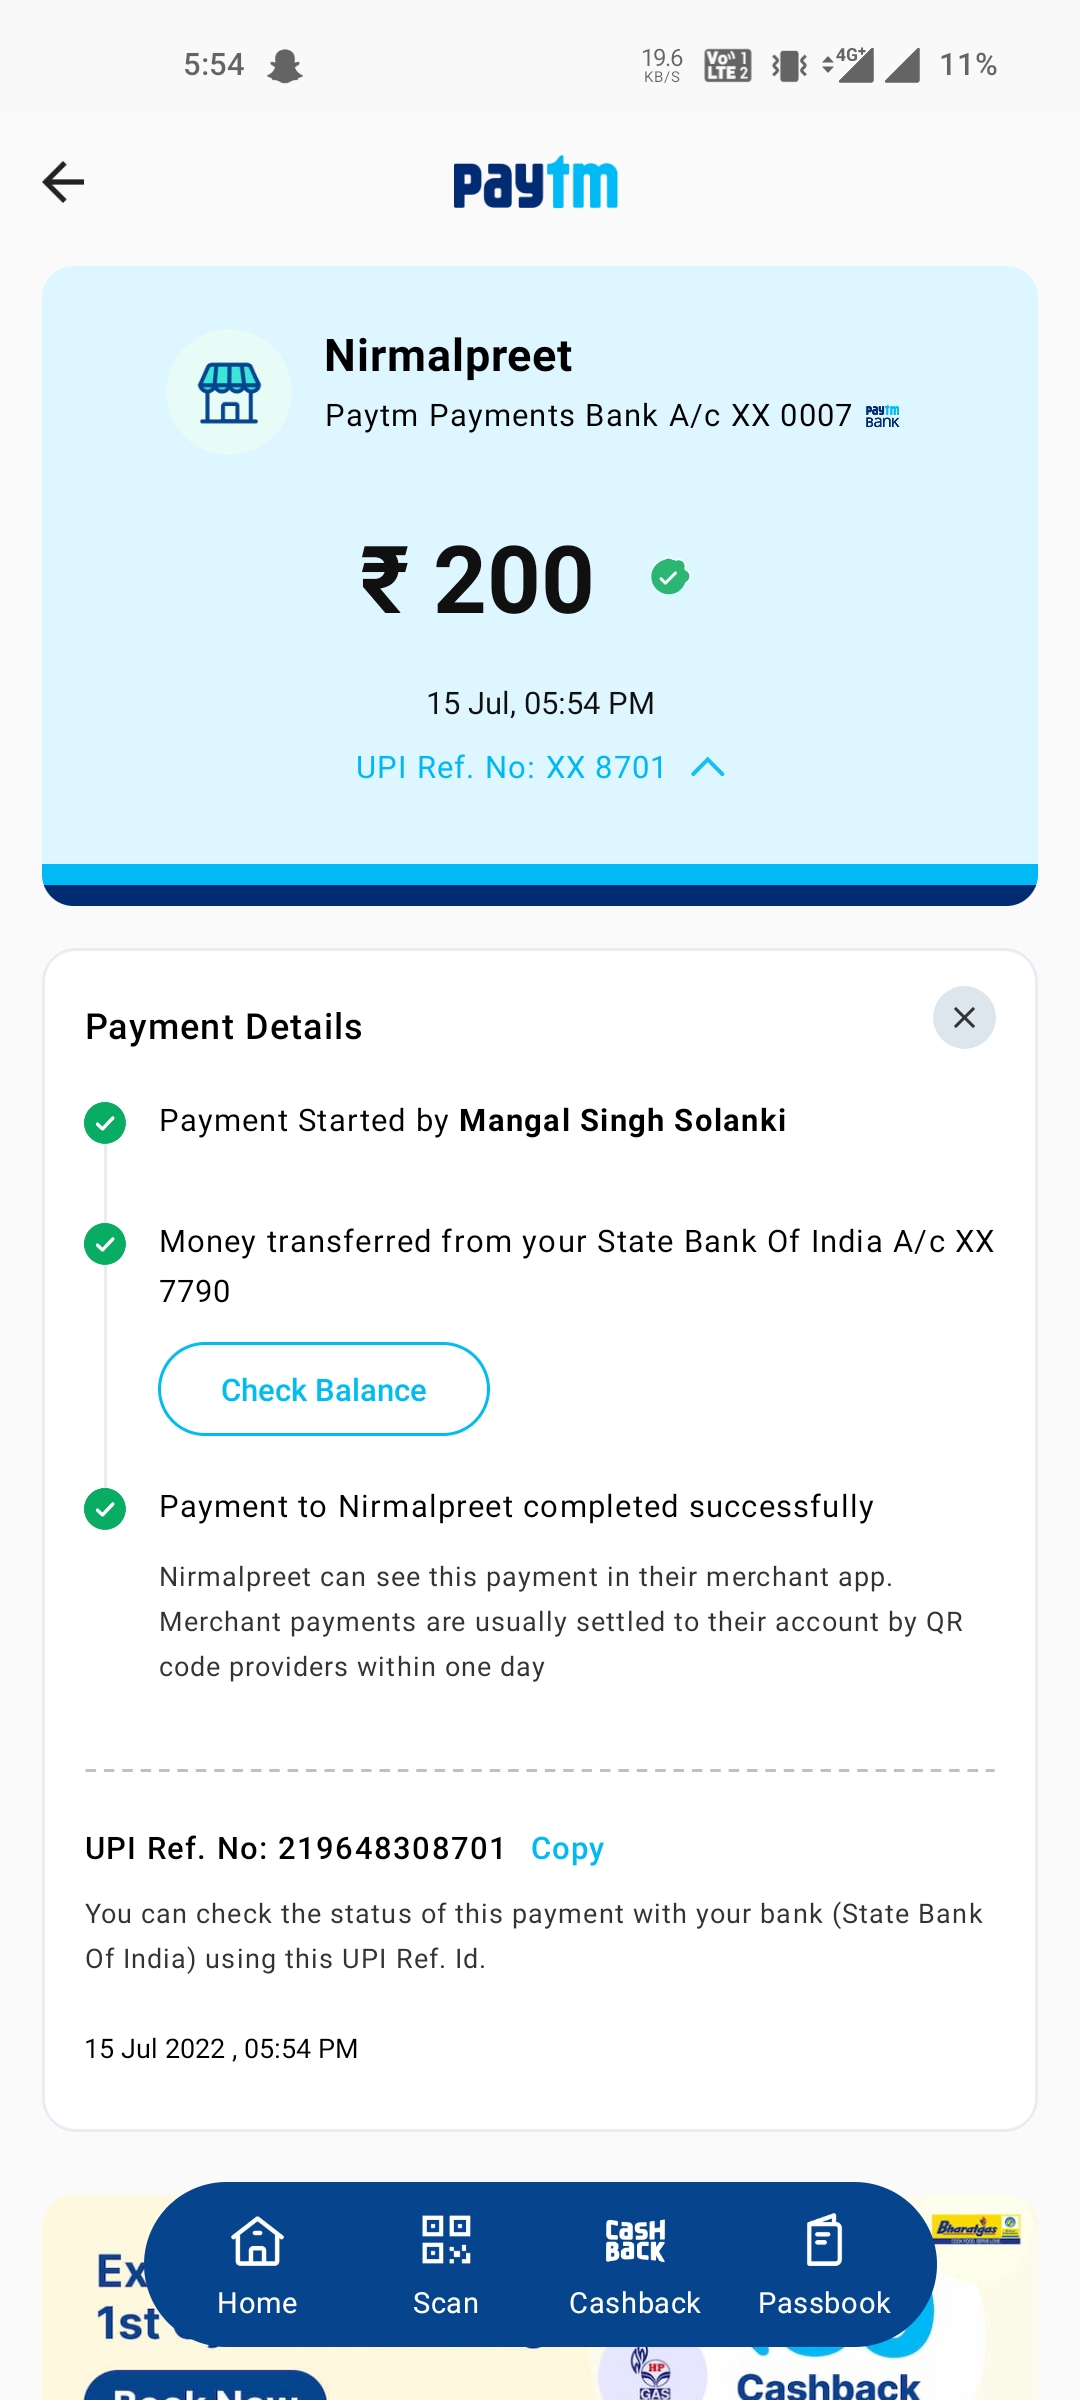 5:54 19.6 KB/S VoLTE 1 2 4G+ 11%
paytm
Nirmalpreet
Paytm Payments Bank A/c XX 0007 paytm BANK
₹ 200
15 Jul, 05:54 PM
UPI Ref. No: XX 8701
Payment Details
Payment Started by Mangal Singh Solanki
Money transferred from your State Bank Of India A/c XX
7790
Check Balance
Payment to Nirmalpreet completed successfully
Nirmalpreet can see this payment in their merchant app.
Merchant payments are usually settled to their account by QR
code providers within one day
UPI Ref. No: 219648308701 Copy
You can check the status of this payment with your bank (State Bank
Of India) using this UPI Ref. Id.
15 Jul 2022 , 05:54 PM
Bharatgas
CASH BACK
Home Scan Cashback Passbook
Ex
1st
HP
GAS
Cashback
Book Now